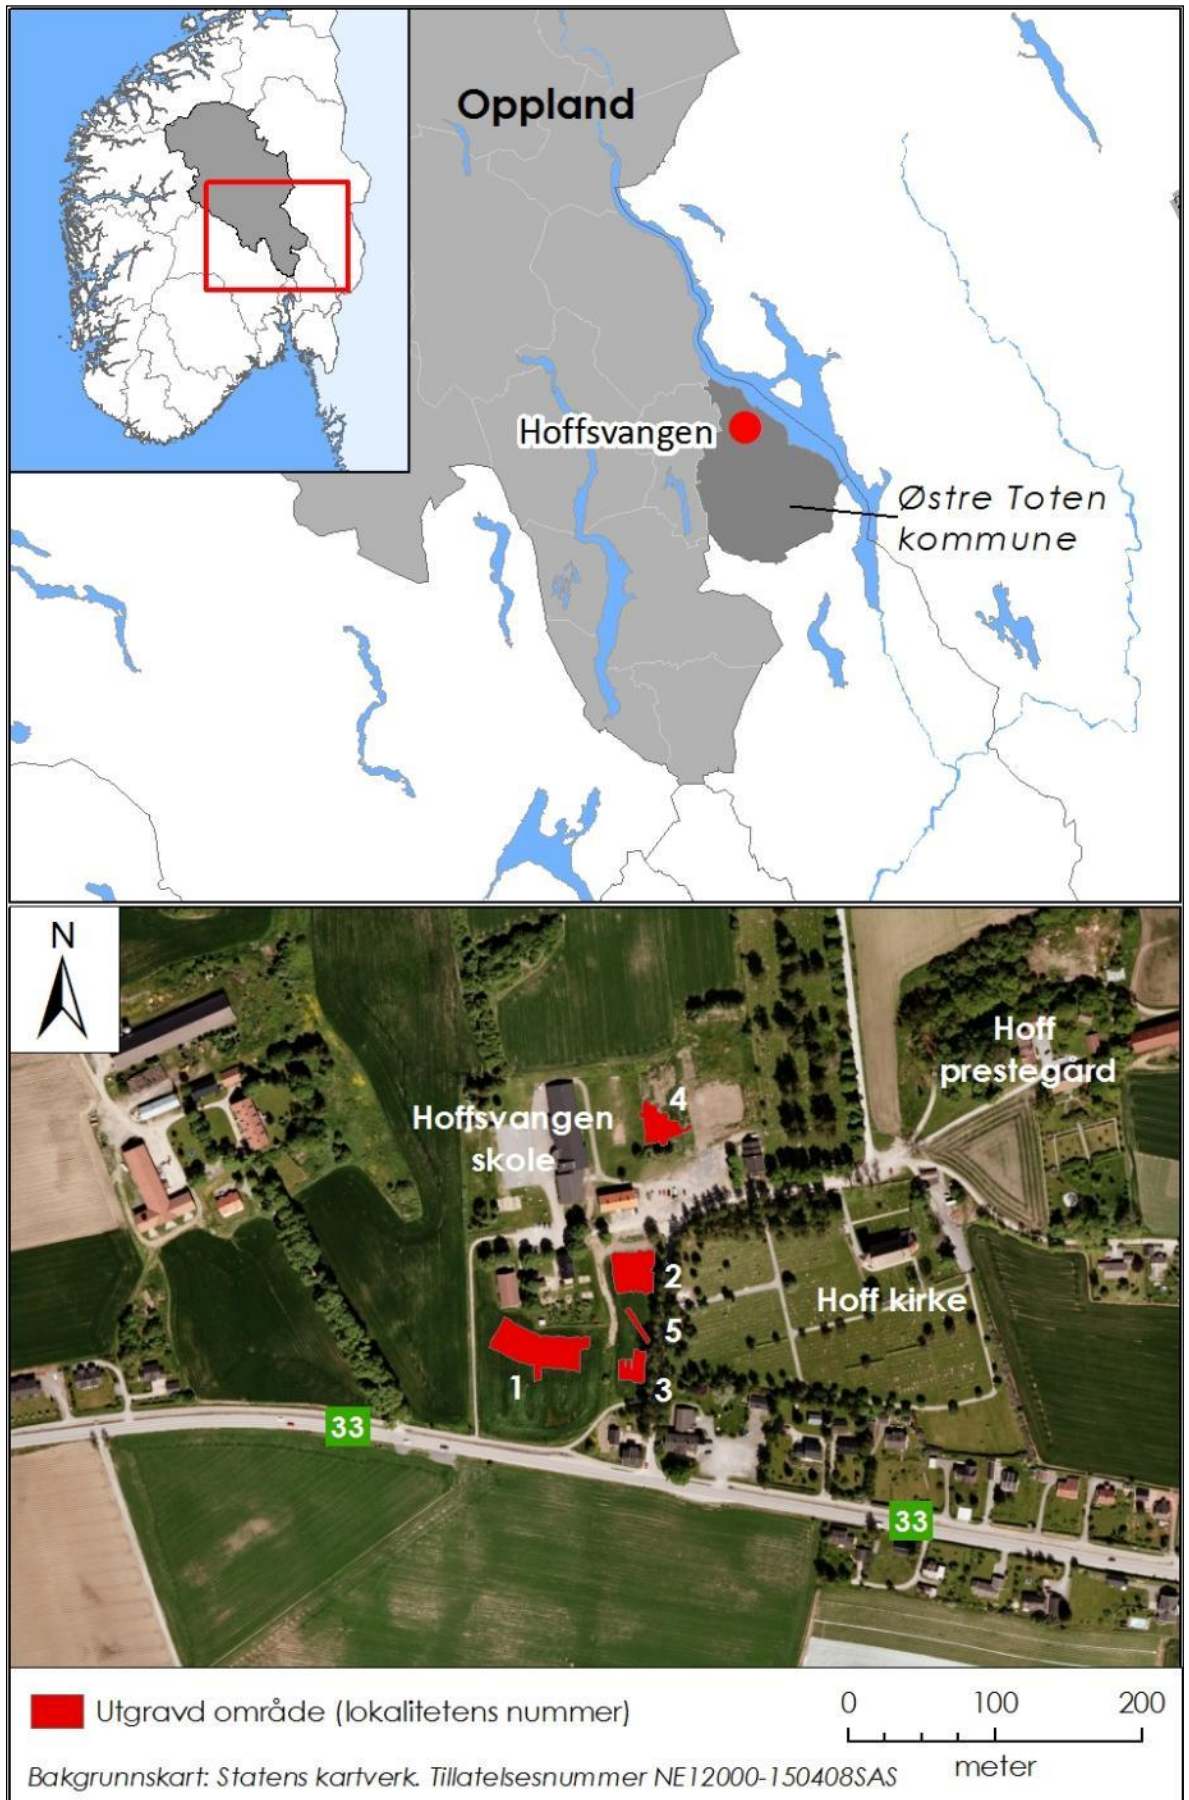 Oppland
Hoffsvangen
Østre Toten
kommune
N
Hoff
prestegård
4
Hoffsvangen
skole
2
Hoff kirke
5
1
3
33
33
Utgravd område (lokalitetens nummer)
0 100 200
meter
Bakgrunnskart: Statens kartverk. Tillatelsesnummer NE12000-150408SAS